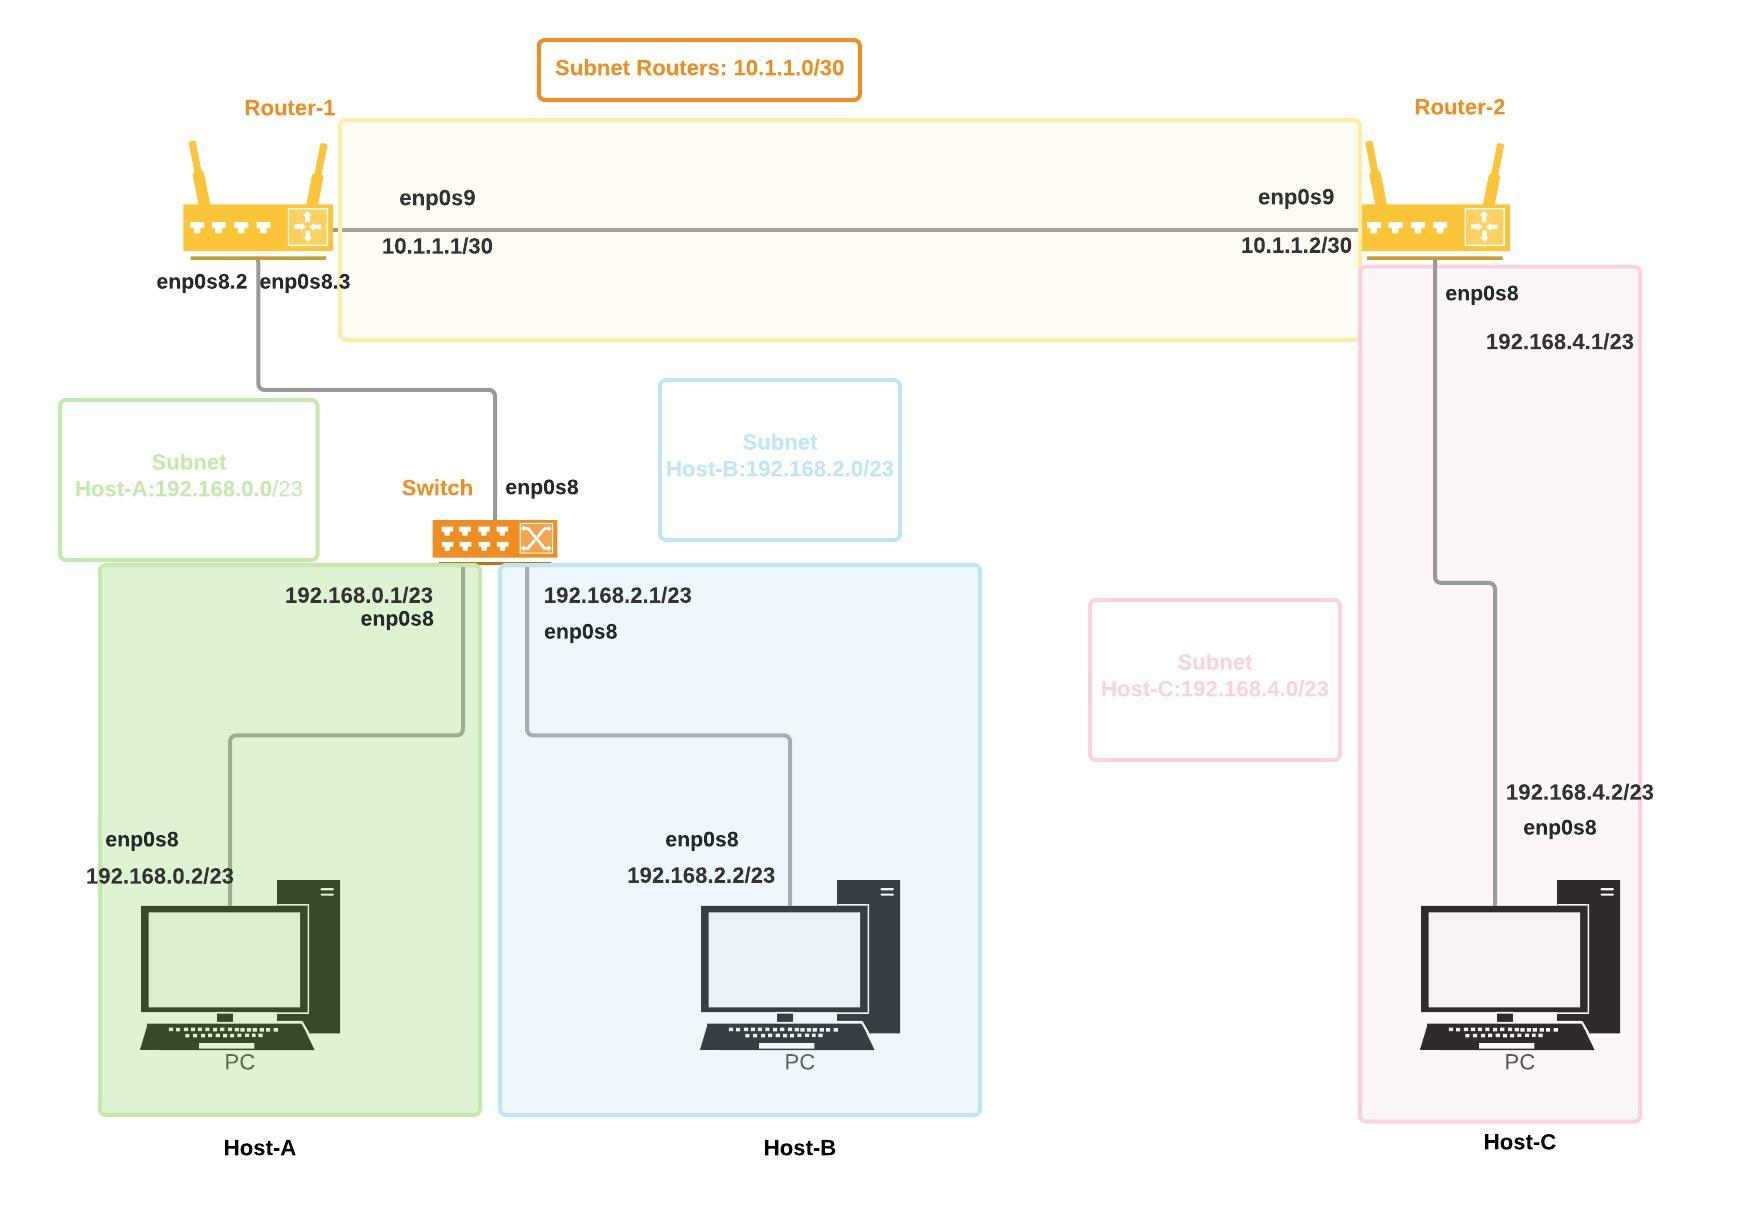 Subnet Routers: 10.1.1.0/30
Router-1
Router-2
enp0s9
enp0s9
10.1.1.1/30
10.1.1.2/30
enp0s8.2
enp0s8.3
enp0s8
192.168.4.1/23
Subnet
Host-A:192.168.0.0/23
Subnet
Host-B:192.168.2.0/23
Switch
enp0s8
192.168.0.1/23
enp0s8
192.168.2.1/23
enp0s8
Subnet
Host-C:192.168.4.0/23
enp0s8
192.168.0.2/23
enp0s8
192.168.2.2/23
192.168.4.2/23
enp0s8
PC
PC
PC
Host-A
Host-B
Host-C